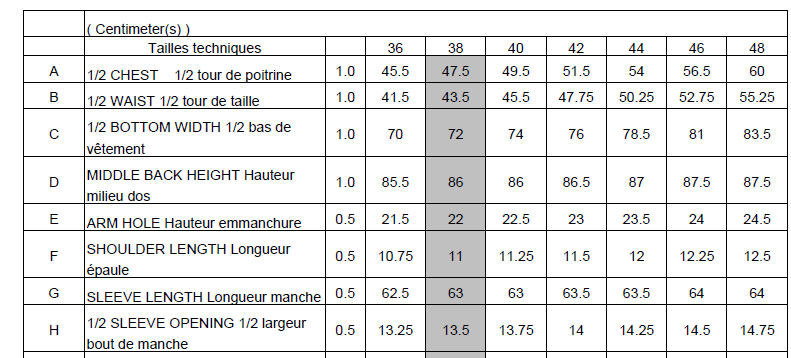 ( Centimeter(s) )
Tailles techniques 36 38 40 42 44 46 48
A 1/2 CHEST 1/2 tour de poitrine 1.0 45.5 47.5 49.5 51.5 54 56.5 60
B 1/2 WAIST 1/2 tour de taille 1.0 41.5 43.5 45.5 47.75 50.25 52.75 55.25
C 1/2 BOTTOM WIDTH 1/2 bas de vêtement 1.0 70 72 74 76 78.5 81 83.5
D MIDDLE BACK HEIGHT Hauteur milieu dos 1.0 85.5 86 86 86.5 87 87.5 87.5
E ARM HOLE Hauteur emmanchure 0.5 21.5 22 22.5 23 23.5 24 24.5
F SHOULDER LENGTH Longueur épaule 0.5 10.75 11 11.25 11.5 12 12.25 12.5
G SLEEVE LENGTH Longueur manche 0.5 62.5 63 63 63.5 63.5 64 64
H 1/2 SLEEVE OPENING 1/2 largeur bout de manche 0.5 13.25 13.5 13.75 14 14.25 14.5 14.75